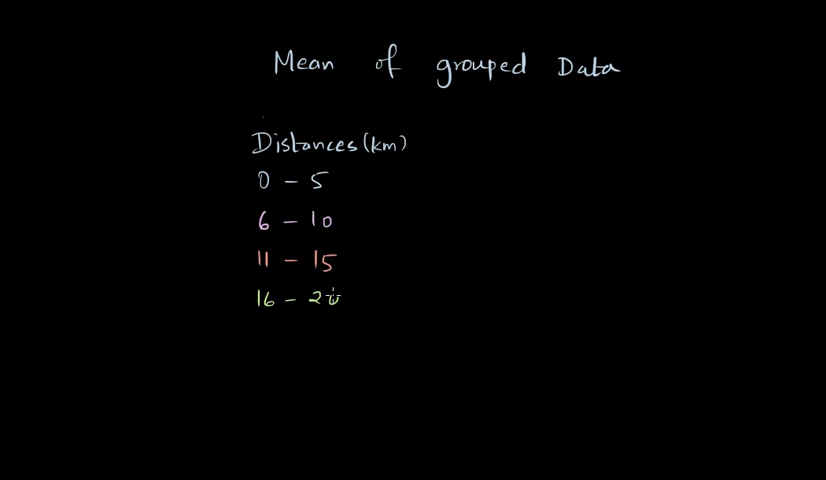 Mean of grouped Data
Distances (km)
0 - 5
6 - 10
11 - 15
16 - 20